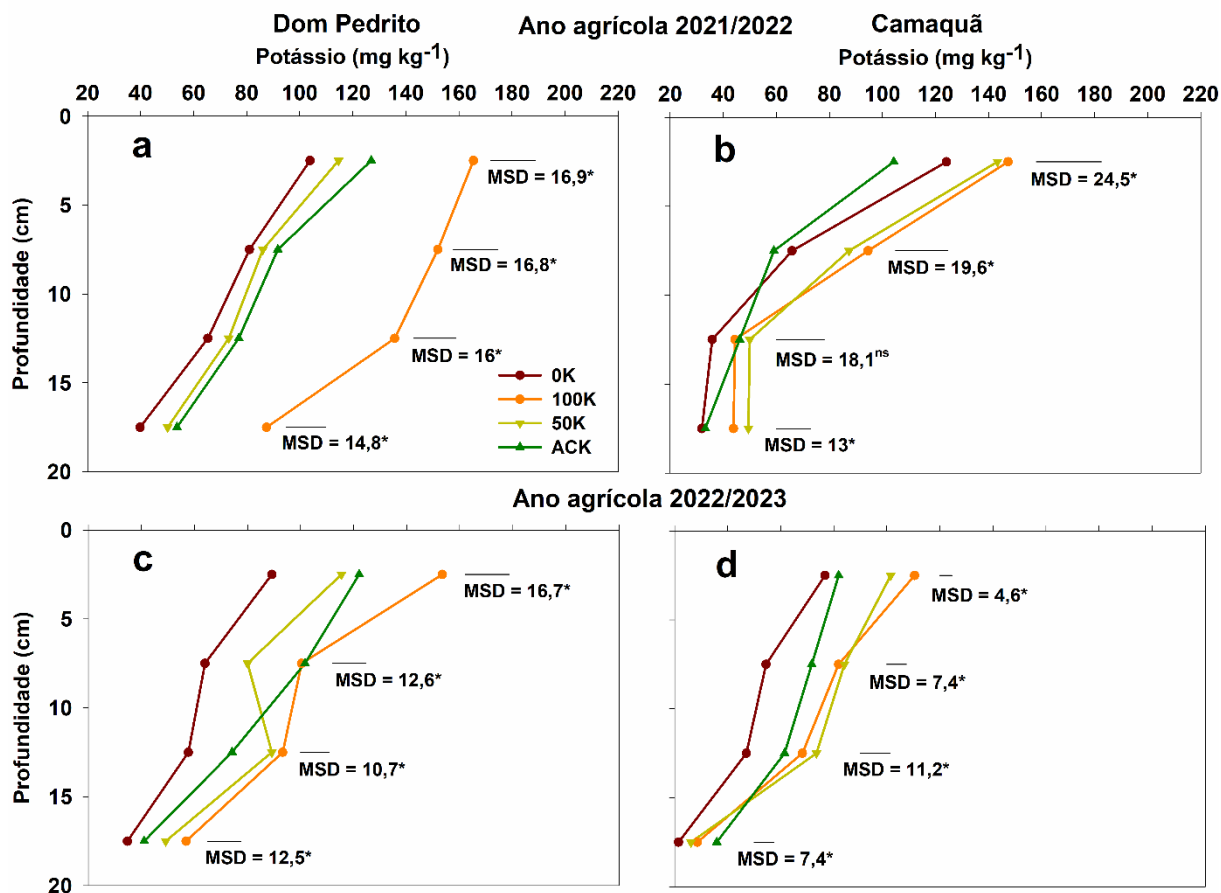 Dom Pedrito
Ano agrícola 2021/2022
Camaquã
Potássio (mg kg-1)
Potássio (mg kg-1)
20 40 60 80 100 120 140 160 180 200 220
20 40 60 80 100 120 140 160 180 200 220
Profundidade (cm)
0
5
10
15
20
a
MSD = 16,9*
MSD = 16,8*
MSD = 16*
MSD = 14,8*
0K
100K
50K
ACK
b
MSD = 24,5*
MSD = 19,6*
MSD = 18,1ns
MSD = 13*
Ano agrícola 2022/2023
Profundidade (cm)
0
5
10
15
20
c
MSD = 16,7*
MSD = 12,6*
MSD = 10,7*
MSD = 12,5*
d
MSD = 4,6*
MSD = 7,4*
MSD = 11,2*
MSD = 7,4*